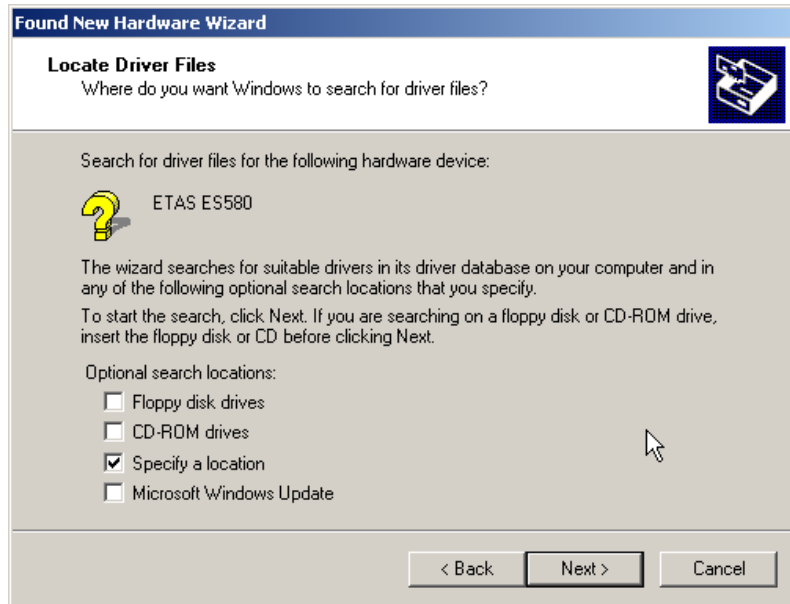 Found New Hardware Wizard
Locate Driver Files
Where do you want Windows to search for driver files?
Search for driver files for the following hardware device:
ETAS ES580
The wizard searches for suitable drivers in its driver database on your computer and in
any of the following optional search locations that you specify.
To start the search, click Next. If you are searching on a floppy disk or CD-ROM drive,
insert the floppy disk or CD before clicking Next.
Optional search locations:
Floppy disk drives
CD-ROM drives
Specify a location
Microsoft Windows Update
< Back Next > Cancel